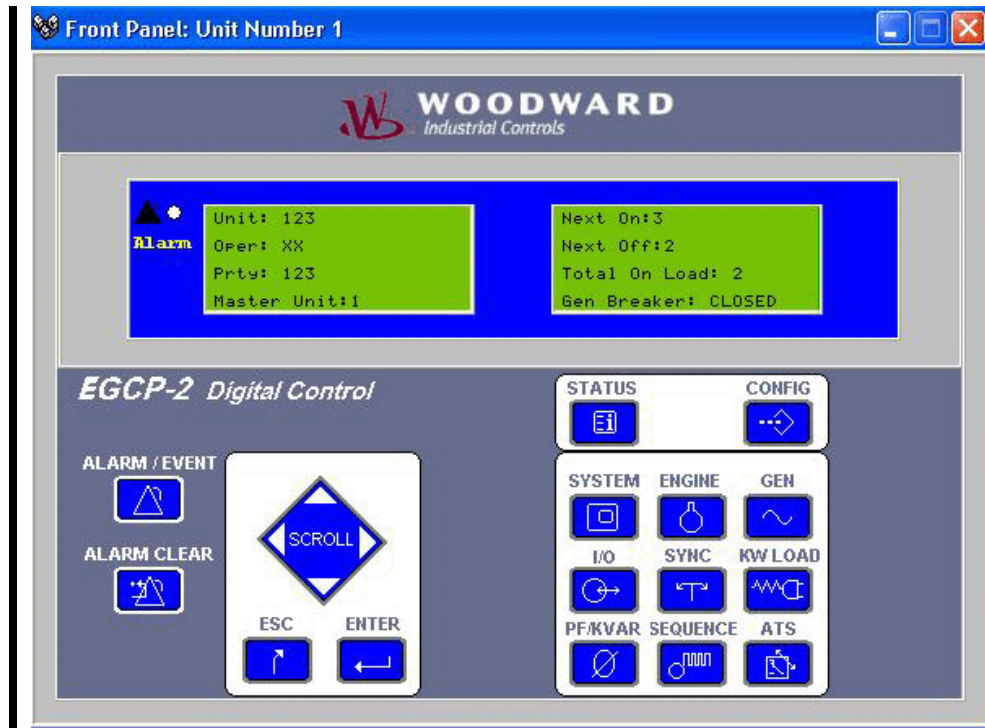 Front Panel: Unit Number 1
WOODWARD
Industrial Controls
Alarm
Unit: 123
Oper: XX
Prty: 123
Master Unit:1
Next On:3
Next Off:2
Total On Load: 2
Gen Breaker: CLOSED
EGCP-2 Digital Control
STATUS
CONFIG
ALARM / EVENT
ALARM CLEAR
SCROLL
ESC
ENTER
SYSTEM
ENGINE
GEN
I/O
SYNC
KW LOAD
PF/KVAR
SEQUENCE
ATS